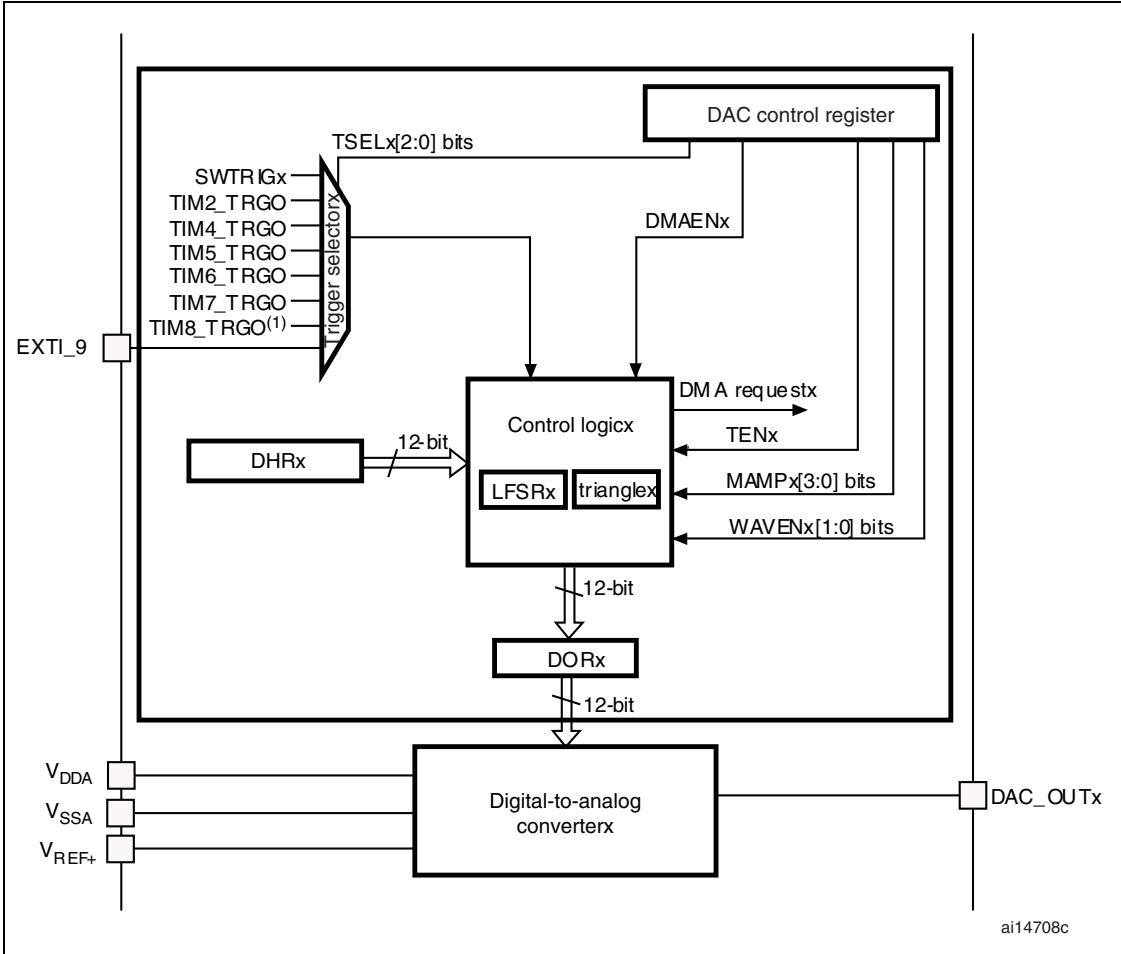 DAC control register
TSELx[2:0] bits
SWTRIGx
TIM2_TRGO
TIM4_TRGO
TIM5_TRGO
TIM6_TRGO
TIM7_TRGO
TIM8_TRGO(1)
Trigger selectorx
DMAENx
EXTI_9
DMA requestx
Control logicx
TENx
12-bit
DHRx
LFSRx
trianglex
MAMPx[3:0] bits
WAVENx[1:0] bits
12-bit
DORx
12-bit
VDDA
VSSA
VREF+
Digital-to-analog
converterx
DAC_OUTx
ai14708c